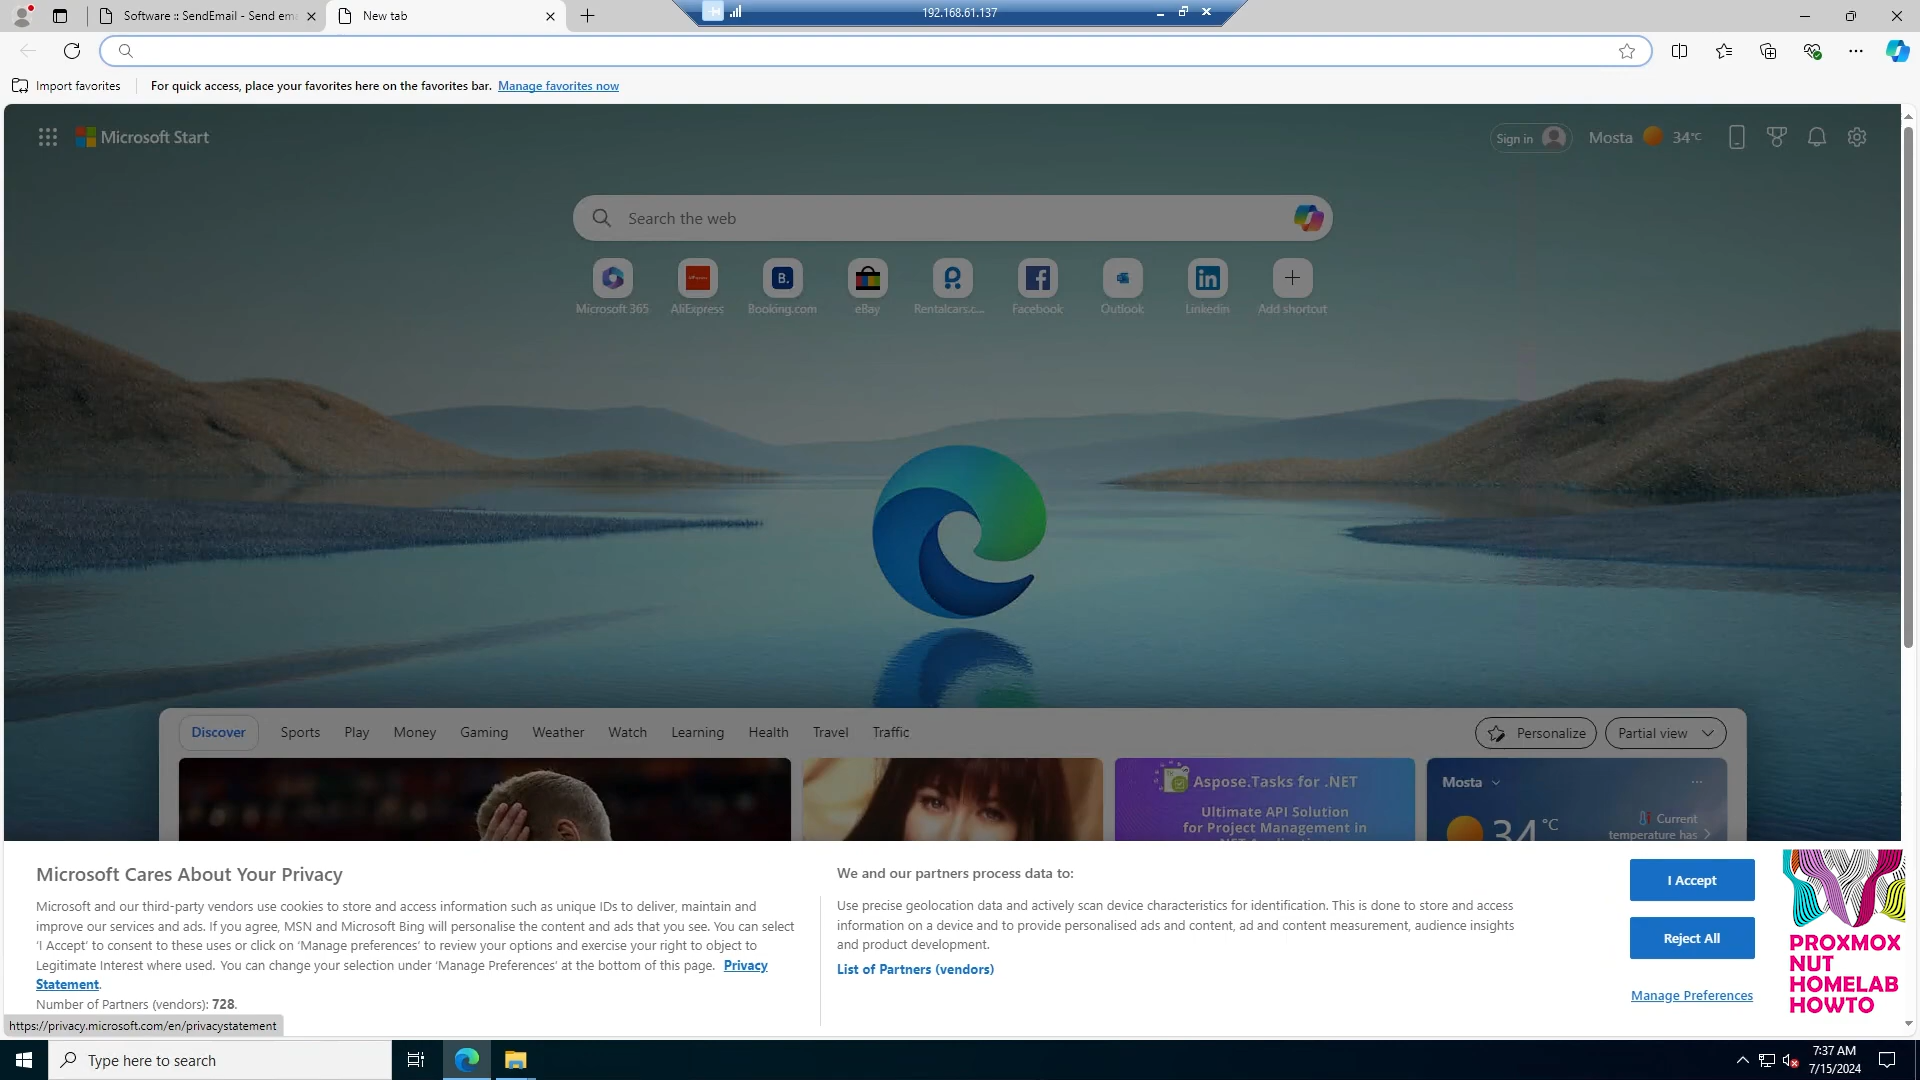 Software :: SendEmail - Send ema
New tab
192.168.61.137
Import favorites
For quick access, place your favorites here on the favorites bar. Manage favorites now
Microsoft Start
Sign in
Mosta
34°C
Search the web
Microsoft 365
AliExpress
Booking.com
eBay
Rentalcars.c...
Facebook
Outlook
Linkedin
Add shortcut
Discover
Sports
Play
Money
Gaming
Weather
Watch
Learning
Health
Travel
Traffic
Personalize
Partial view
Aspose.Tasks for .NET
Ultimate API Solution
for Project Management in
Mosta
34 °C
Current
temperature has
Microsoft Cares About Your Privacy
Microsoft and our third-party vendors use cookies to store and access information such as unique IDs to deliver, maintain and
improve our services and ads. If you agree, MSN and Microsoft Bing will personalise the content and ads that you see. You can select
‘I Accept’ to consent to these uses or click on ‘Manage preferences’ to review your options and exercise your right to object to
Legitimate Interest where used. You can change your selection under ‘Manage Preferences’ at the bottom of this page. Privacy
Statement.
Number of Partners (vendors): 728.
We and our partners process data to:
Use precise geolocation data and actively scan device characteristics for identification. This is done to store and access
information on a device and to provide personalised ads and content, ad and content measurement, audience insights
and product development.
List of Partners (vendors)
I Accept
Reject All
Manage Preferences
PROXMOX
NUT
HOMELAB
HOWTO
https://privacy.microsoft.com/en/privacystatement
Type here to search
7:37 AM
7/15/2024